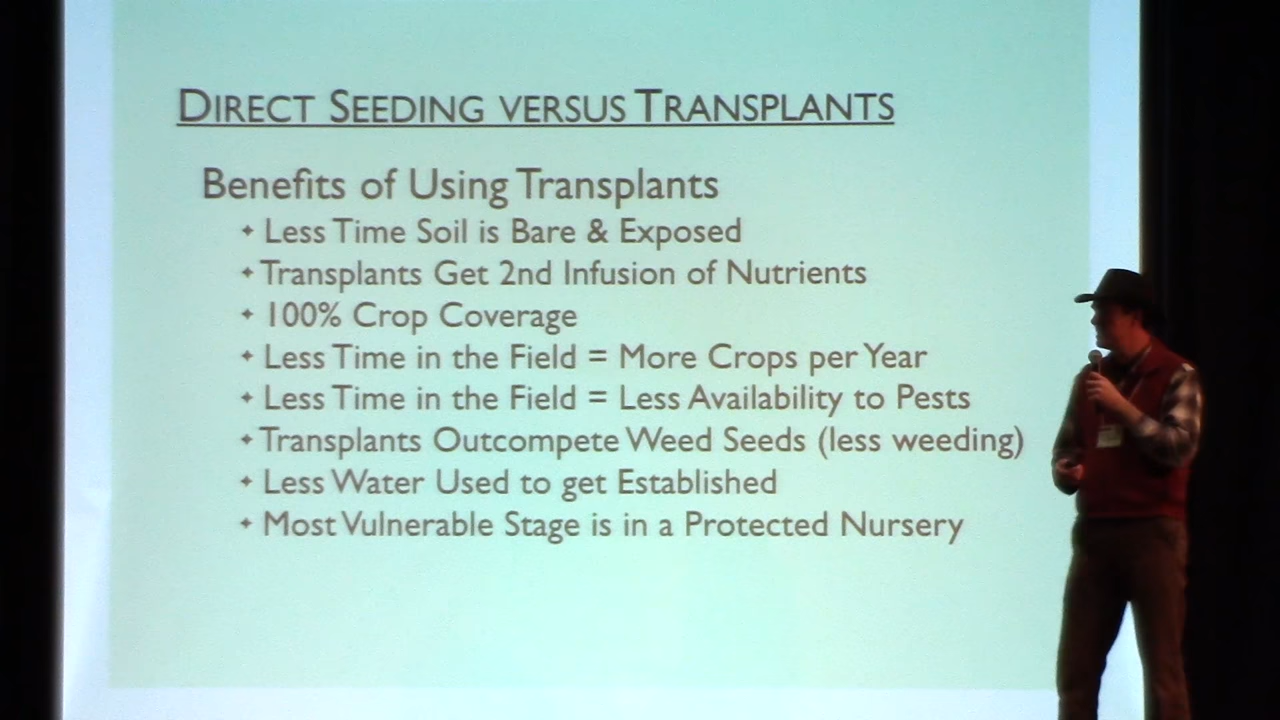 DIRECT SEEDING VERSUS TRANSPLANTS
Benefits of Using Transplants
✦ Less Time Soil is Bare & Exposed
✦ Transplants Get 2nd Infusion of Nutrients
✦ 100% Crop Coverage
✦ Less Time in the Field = More Crops per Year
✦ Less Time in the Field = Less Availability to Pests
✦ Transplants Outcompete Weed Seeds (less weeding)
✦ Less Water Used to get Established
✦ Most Vulnerable Stage is in a Protected Nursery